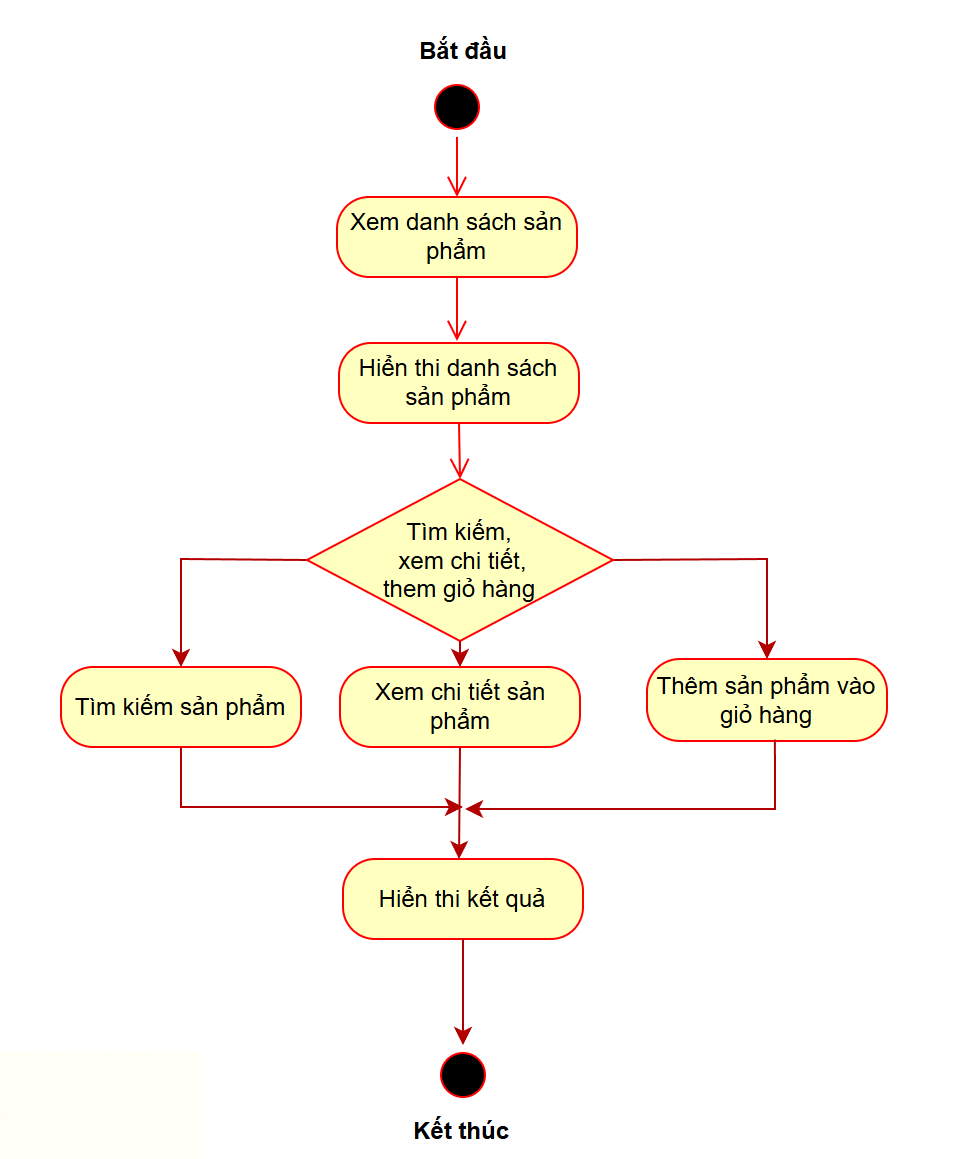 Bắt đầu
Xem danh sách sản
phẩm
Hiển thi danh sách
sản phẩm
Tìm kiếm,
xem chi tiết,
them giỏ hàng
Tìm kiếm sản phẩm
Xem chi tiết sản
phẩm
Thêm sản phẩm vào
giỏ hàng
Hiển thi kết quả
Kết thúc